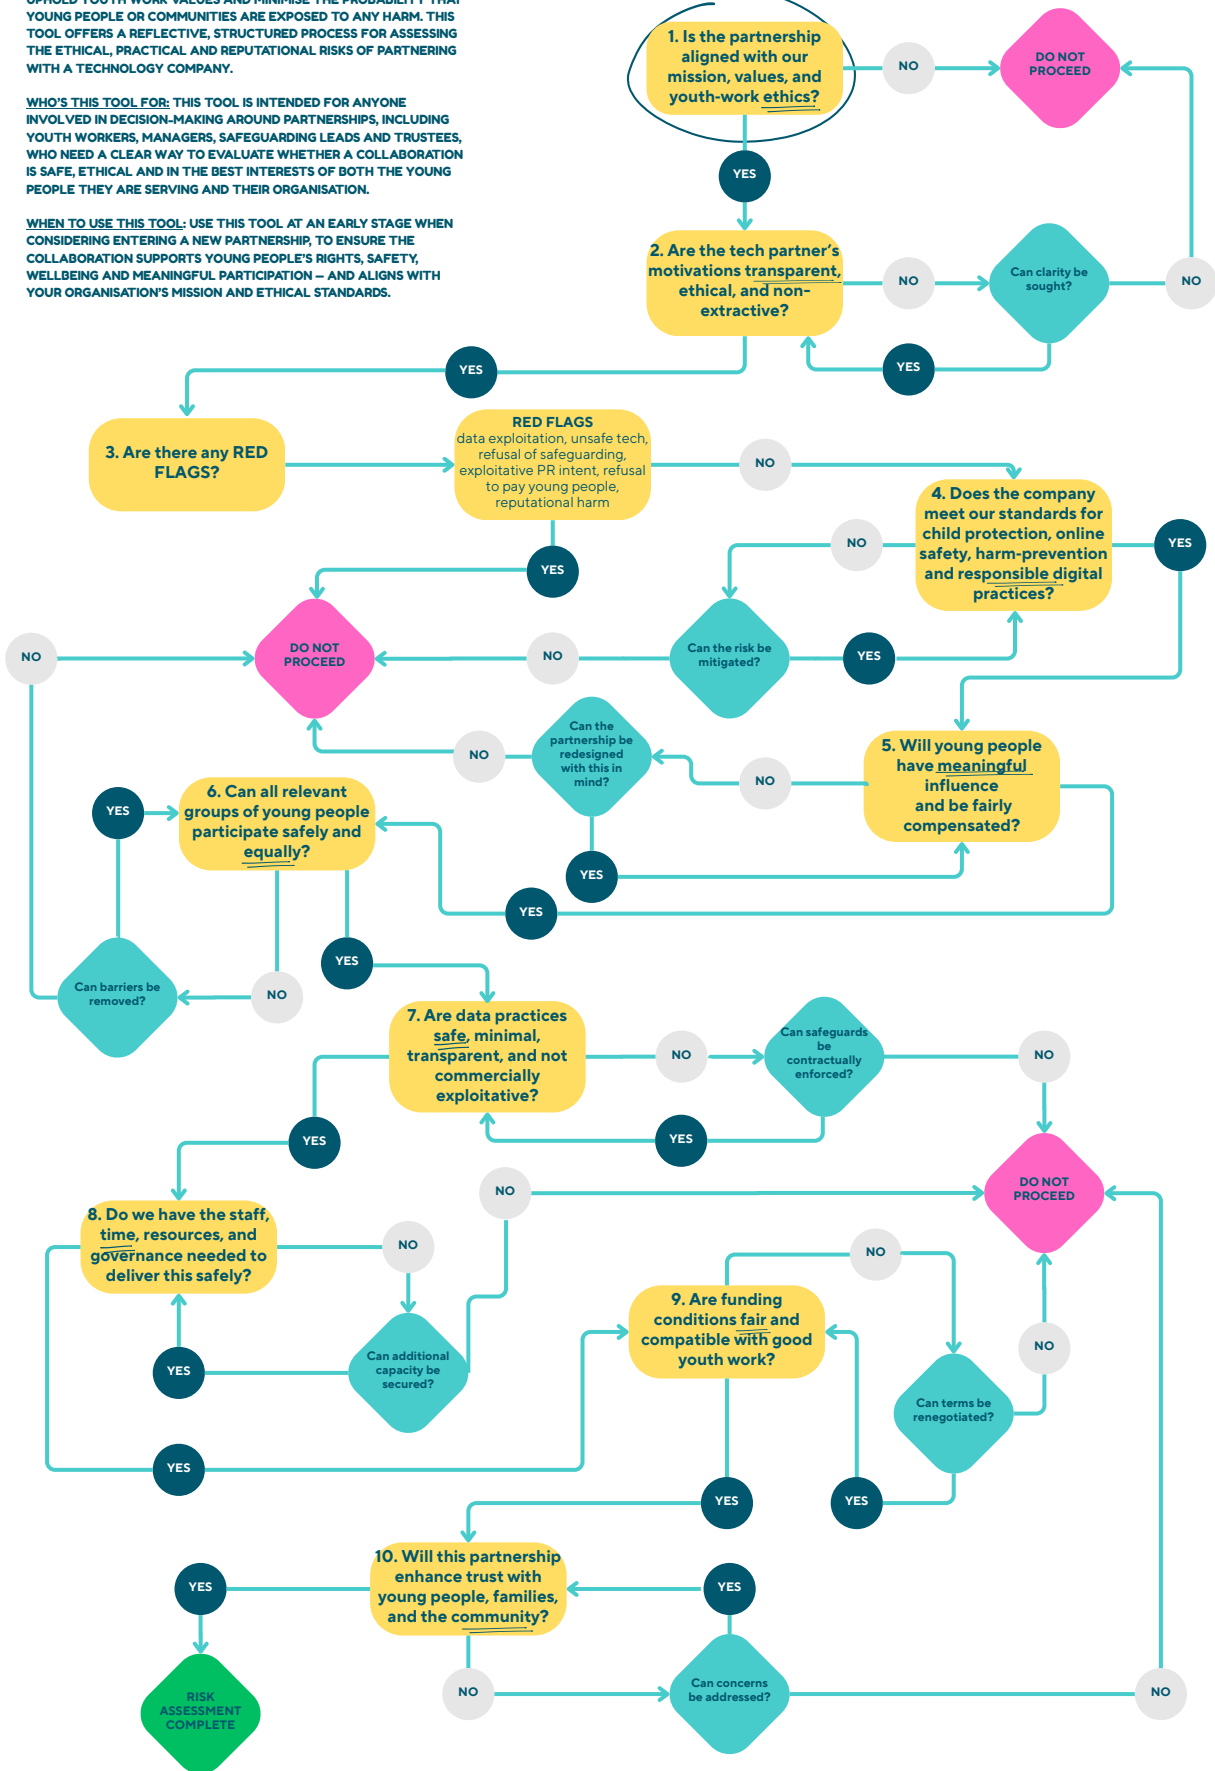 UPHOLD YOUTH WORK VALUES AND MINIMISE THE PROBABILITY THAT
YOUNG PEOPLE OR COMMUNITIES ARE EXPOSED TO ANY HARM. THIS
TOOL OFFERS A REFLECTIVE, STRUCTURED PROCESS FOR ASSESSING
THE ETHICAL, PRACTICAL AND REPUTATIONAL RISKS OF PARTNERING
WITH A TECHNOLOGY COMPANY.
WHO'S THIS TOOL FOR: THIS TOOL IS INTENDED FOR ANYONE
INVOLVED IN DECISION-MAKING AROUND PARTNERSHIPS, INCLUDING
YOUTH WORKERS, MANAGERS, SAFEGUARDING LEADS AND TRUSTEES,
WHO NEED A CLEAR WAY TO EVALUATE WHETHER A COLLABORATION
IS SAFE, ETHICAL AND IN THE BEST INTERESTS OF BOTH THE YOUNG
PEOPLE THEY ARE SERVING AND THEIR ORGANISATION.
WHEN TO USE THIS TOOL: USE THIS TOOL AT AN EARLY STAGE WHEN
CONSIDERING ENTERING A NEW PARTNERSHIP, TO ENSURE THE
COLLABORATION SUPPORTS YOUNG PEOPLE'S RIGHTS, SAFETY,
WELLBEING AND MEANINGFUL PARTICIPATION – AND ALIGNS WITH
YOUR ORGANISATION'S MISSION AND ETHICAL STANDARDS.
1. Is the partnership
aligned with our
mission, values, and
youth-work ethics?
NO
DO NOT
PROCEED
YES
2. Are the tech partner's
motivations transparent,
ethical, and non-
extractive?
NO
Can clarity be
sought?
NO
YES
YES
3. Are there any RED
FLAGS?
RED FLAGS
data exploitation, unsafe tech,
refusal of safeguarding,
exploitative PR intent, refusal
to pay young people,
reputational harm
NO
YES
4. Does the company
meet our standards for
child protection, online
safety, harm-prevention
and responsible digital
practices?
NO
YES
DO NOT
PROCEED
NO
NO
Can the risk be
mitigated?
YES
5. Will young people
have meaningful
influence
and be fairly
compensated?
NO
Can the
partnership be
redesigned
with this in
mind?
NO
YES
YES
6. Can all relevant
groups of young people
participate safely and
equally?
YES
Can barriers be
removed?
NO
YES
7. Are data practices
safe, minimal,
transparent, and not
commercially
exploitative?
NO
Can safeguards
be
contractually
enforced?
NO
YES
YES
DO NOT
PROCEED
8. Do we have the staff,
time, resources, and
governance needed to
deliver this safely?
NO
NO
Can additional
capacity be
secured?
YES
YES
9. Are funding
conditions fair and
compatible with good
youth work?
NO
Can terms be
renegotiated?
NO
YES
YES
10. Will this partnership
enhance trust with
young people, families,
and the community?
YES
YES
NO
Can concerns
be addressed?
NO
RISK
ASSESSMENT
COMPLETE